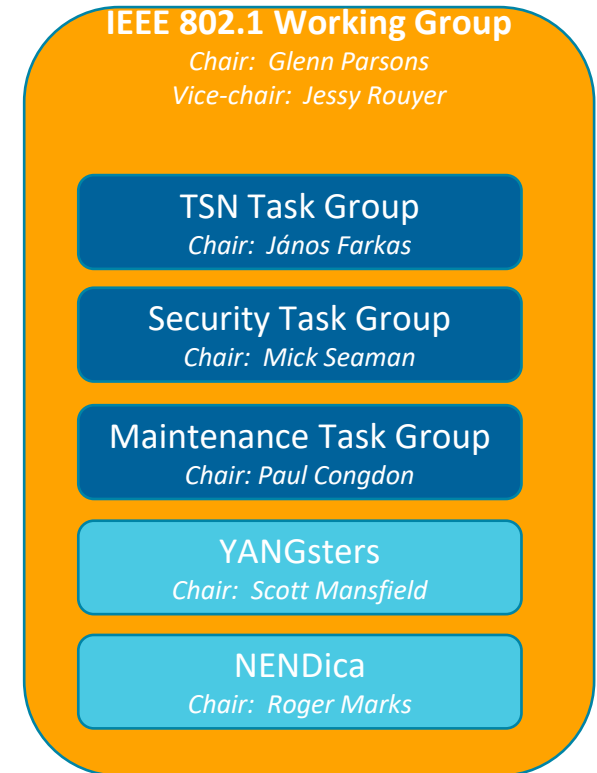 IEEE 802.1 Working Group
Chair: Glenn Parsons
Vice-chair: Jessy Rouyer
TSN Task Group
Chair: János Farkas
Security Task Group
Chair: Mick Seaman
Maintenance Task Group
Chair: Paul Congdon
YANGsters
Chair: Scott Mansfield
NENDica
Chair: Roger Marks